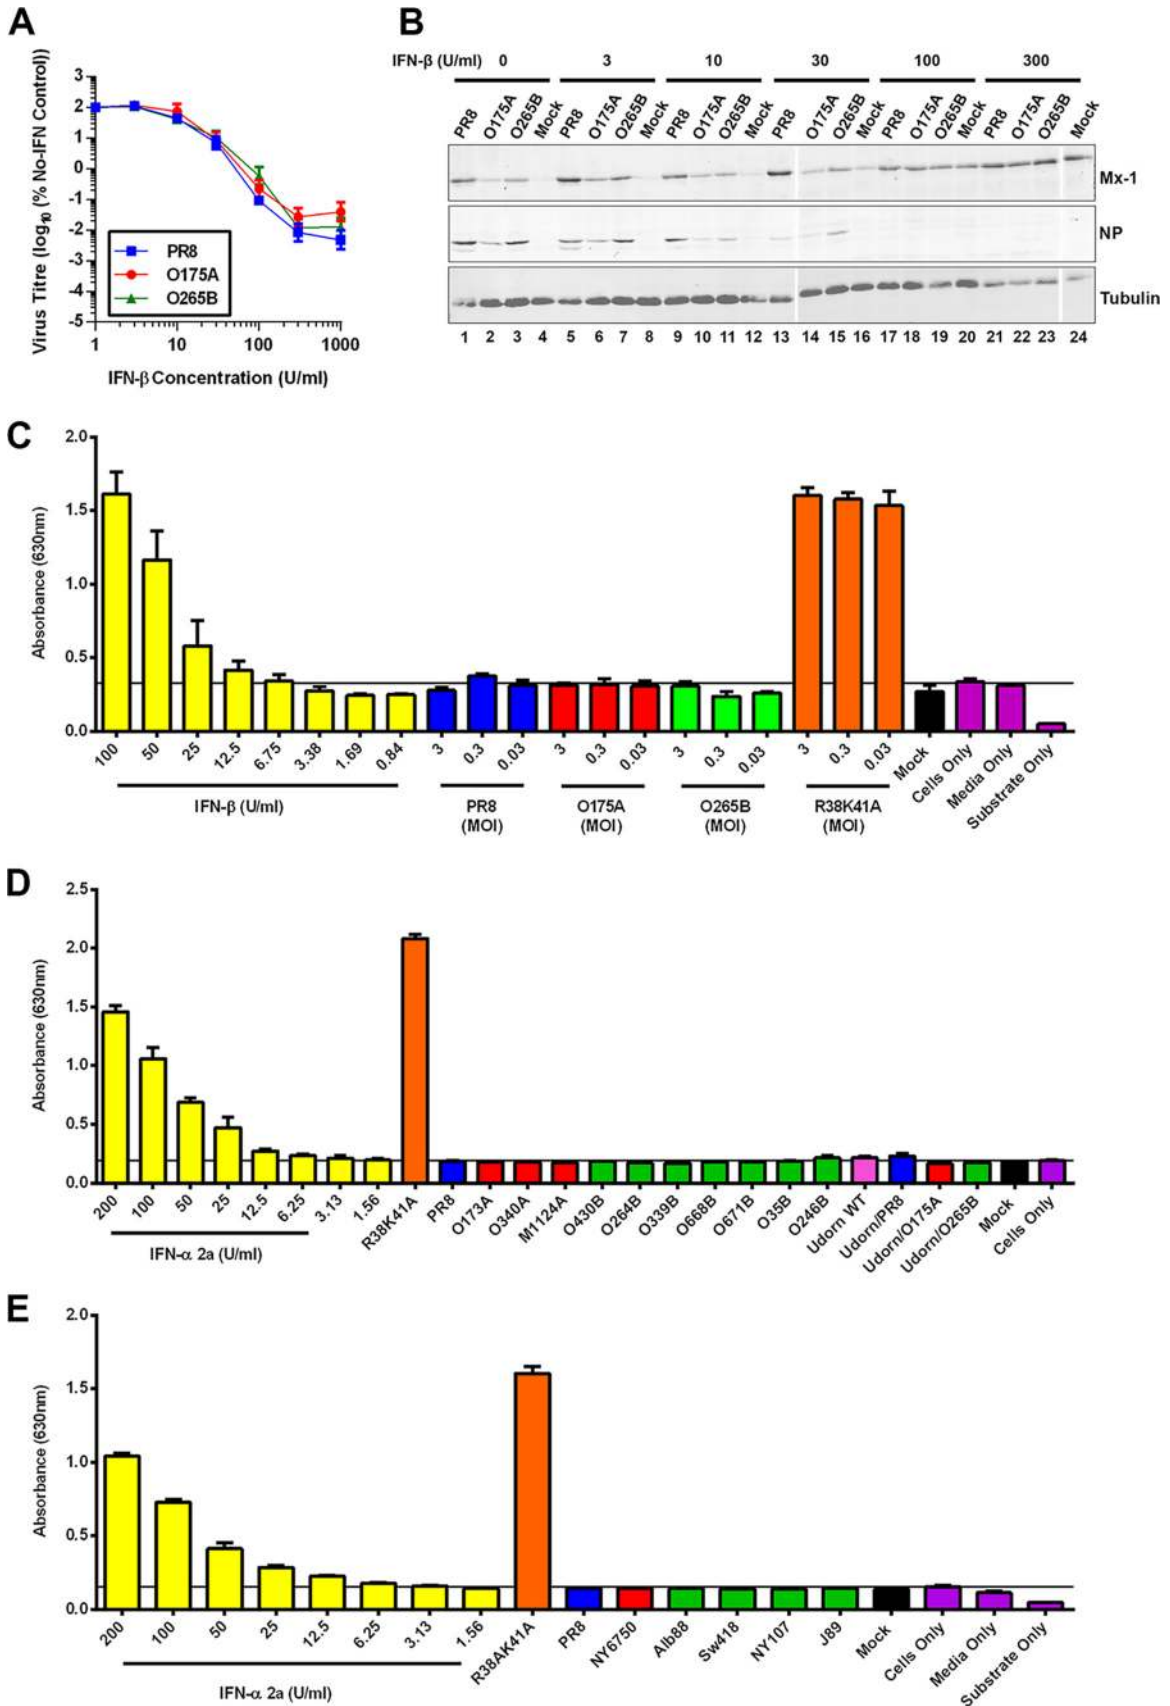 A
Virus Titre (log10 (% No-IFN Control))
3
2
1
0
-1
-2
-3
-4
-5
PR8
O175A
O265B
1 10 100 1000
IFN-β Concentration (U/ml)
B
IFN-β (U/ml) 0 3 10 30 100 300
PR8 O175A O265B Mock PR8 O175A O265B Mock PR8 O175A O265B Mock PR8 O175A O265B Mock PR8 O175A O265B Mock PR8 O175A O265B Mock
Mx-1
NP
Tubulin
1 2 3 4 5 6 7 8 9 10 11 12 13 14 15 16 17 18 19 20 21 22 23 24
C
Absorbance (630nm)
2.0
1.5
1.0
0.5
0.0
100 50 25 12.5 6.75 3.38 1.69 0.84 3 0.3 0.03 3 0.3 0.03 3 0.3 0.03 3 0.3 0.03 Mock Cells Only Media Only Substrate Only
IFN-β (U/ml) PR8 O175A O265B R38K41A
(MOI) (MOI) (MOI) (MOI)
D
Absorbance (630nm)
2.5
2.0
1.5
1.0
0.5
0.0
200 100 50 25 12.5 6.25 3.13 1.56 R38K41A PR8 O173A O340A M1124A O430B O264B O339B O668B O671B O35B O246B Udorn WT Udorn/PR8 Udorn/O175A Udorn/O265B Mock Cells Only
IFN-α 2a (U/ml)
E
Absorbance (630nm)
2.0
1.5
1.0
0.5
0.0
200 100 50 25 12.5 6.25 3.13 1.56 R38AK41A PR8 NY6750 Alb88 Sw418 NY107 J89 Mock Cells Only Media Only Substrate Only
IFN-α 2a (U/ml)